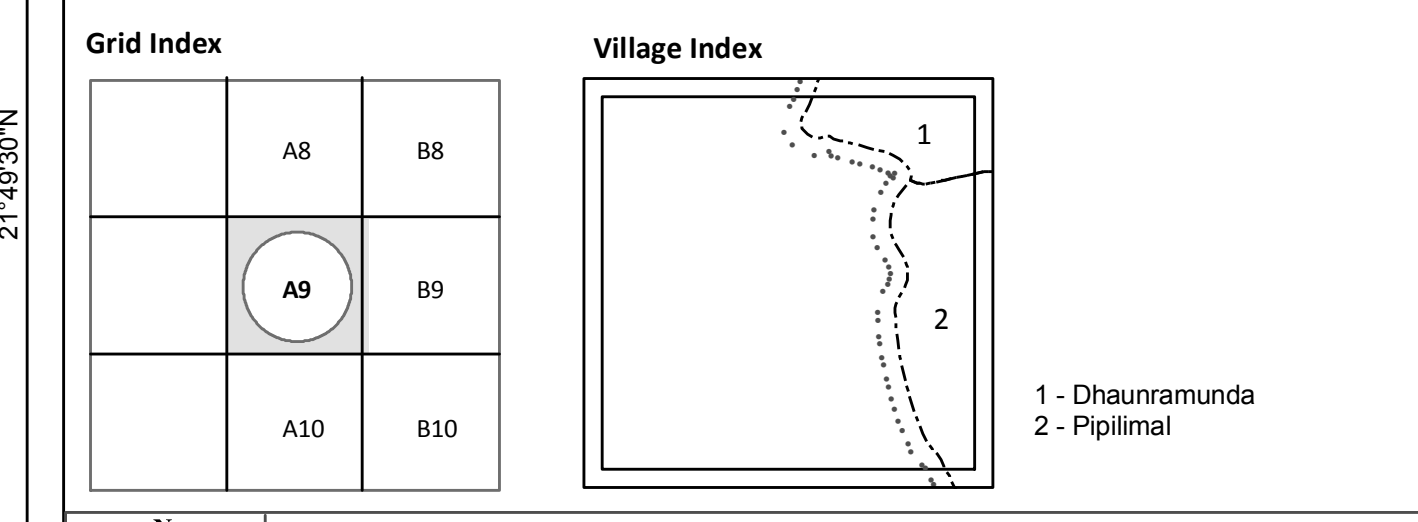 21°49'30"N
Grid Index
A8 B8
A9 B9
A10 B10
Village Index
1
2
1 - Dhaunramunda
2 - Pipilimal
N